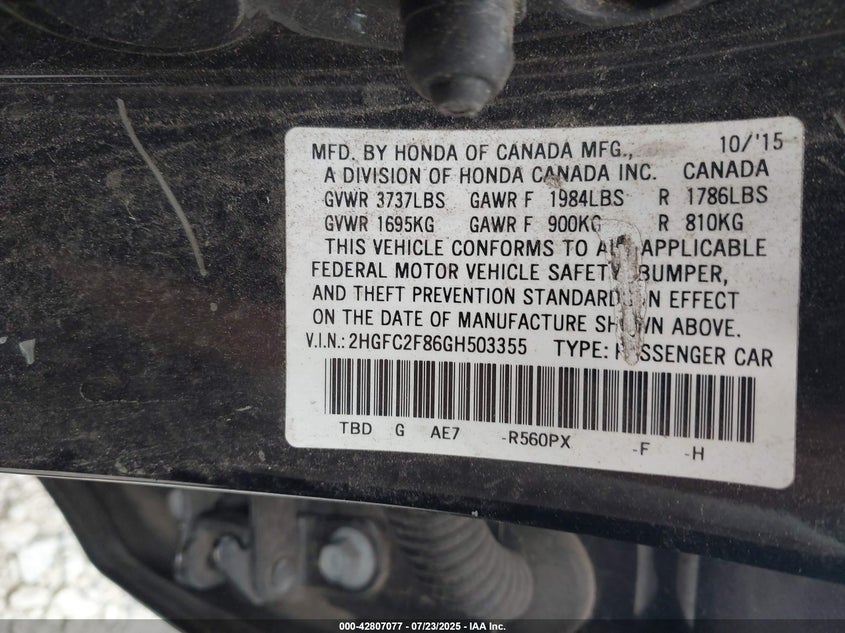 MFD. BY HONDA OF CANADA MFG., 10/'15
A DIVISION OF HONDA CANADA INC. CANADA
GVWR 3737LBS GAWR F 1984LBS R 1786LBS
GVWR 1695KG GAWR F 900KG R 810KG
THIS VEHICLE CONFORMS TO APPLICABLE
FEDERAL MOTOR VEHICLE SAFETY BUMPER,
AND THEFT PREVENTION STANDARDS IN EFFECT
ON THE DATE OF MANUFACTURE SHOWN ABOVE.
V.I.N.: 2HGFC2F86GH503355 TYPE: PASSENGER CAR
TBD G AE7 -R560PX -F -H
000-42807077 - 07/23/2025 - IAA Inc.